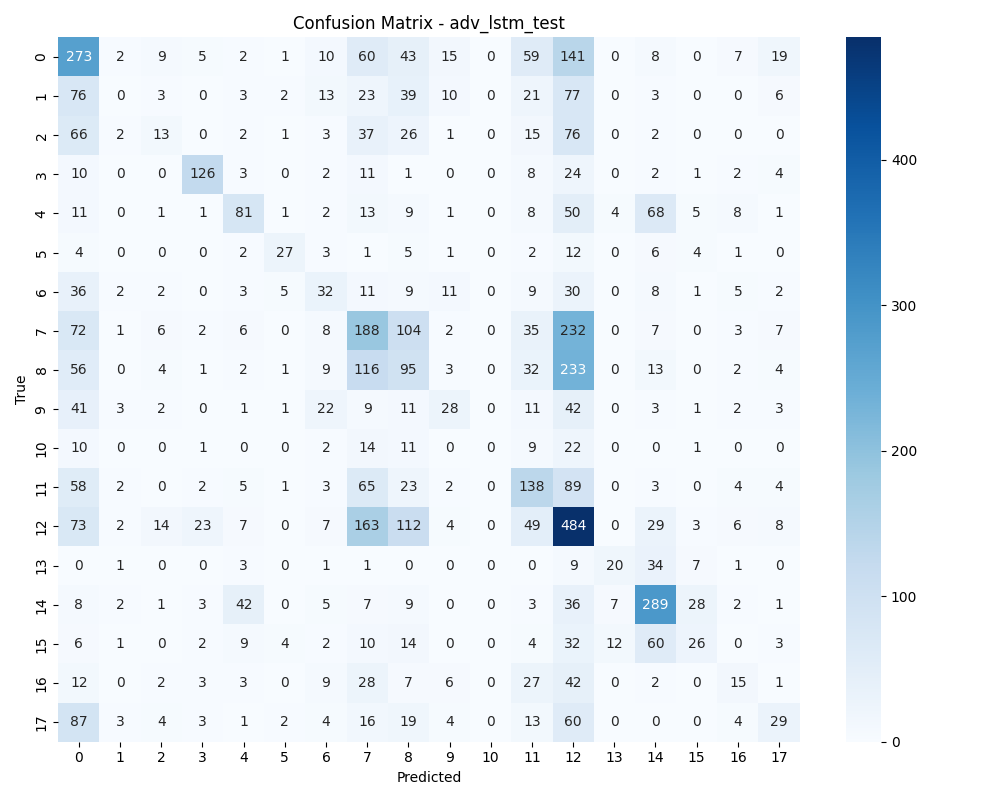 Confusion Matrix - adv_lstm_test
0 273 2 9 5 2 1 10 60 43 15 0 59 141 0 8 0 7 19
1 76 0 3 0 3 2 13 23 39 10 0 21 77 0 3 0 0 6
2 66 2 13 0 2 1 3 37 26 1 0 15 76 0 2 0 0 0
3 10 0 0 126 3 0 2 11 1 0 0 8 24 0 2 1 2 4
4 11 0 1 1 81 1 2 13 9 1 0 8 50 4 68 5 8 1
5 4 0 0 0 2 27 3 1 5 1 0 2 12 0 6 4 1 0
6 36 2 2 0 3 5 32 11 9 11 0 9 30 0 8 1 5 2
7 72 1 6 2 6 0 8 188 104 2 0 35 232 0 7 0 3 7
8 56 0 4 1 2 1 9 116 95 3 0 32 233 0 13 0 2 4
9 41 3 2 0 1 1 22 9 11 28 0 11 42 0 3 1 2 3
10 10 0 0 1 0 0 2 14 11 0 0 9 22 0 0 1 0 0
11 58 2 0 2 5 1 3 65 23 2 0 138 89 0 3 0 4 4
12 73 2 14 23 7 0 7 163 112 4 0 49 484 0 29 3 6 8
13 0 1 0 0 3 0 1 1 0 0 0 0 9 20 34 7 1 0
14 8 2 1 3 42 0 5 7 9 0 0 3 36 7 289 28 2 1
15 6 1 0 2 9 4 2 10 14 0 0 4 32 12 60 26 0 3
16 12 0 2 3 3 0 9 28 7 6 0 27 42 0 2 0 15 1
17 87 3 4 3 1 2 4 16 19 4 0 13 60 0 0 0 4 29
0 1 2 3 4 5 6 7 8 9 10 11 12 13 14 15 16 17
Predicted
True
400
300
200
100
0